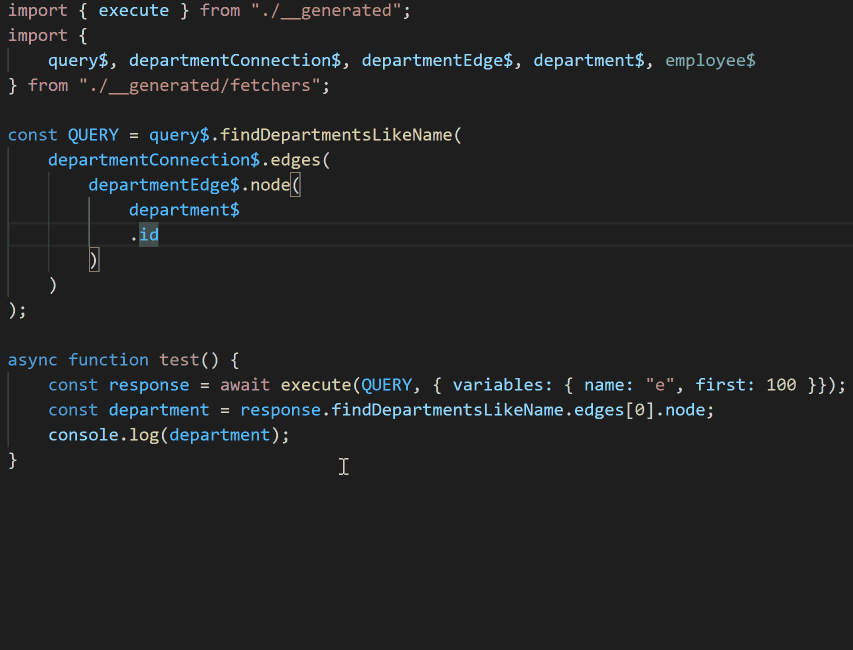 import { execute } from "./__generated";
import {
    query$, departmentConnection$, departmentEdge$, department$, employee$
} from "./__generated/fetchers";

const QUERY = query$.findDepartmentsLikeName(
    departmentConnection$.edges(
        departmentEdge$.node(
            department$
            .id
        )
    )
);

async function test() {
    const response = await execute(QUERY, { variables: { name: "e", first: 100 }});
    const department = response.findDepartmentsLikeName.edges[0].node;
    console.log(department);
}